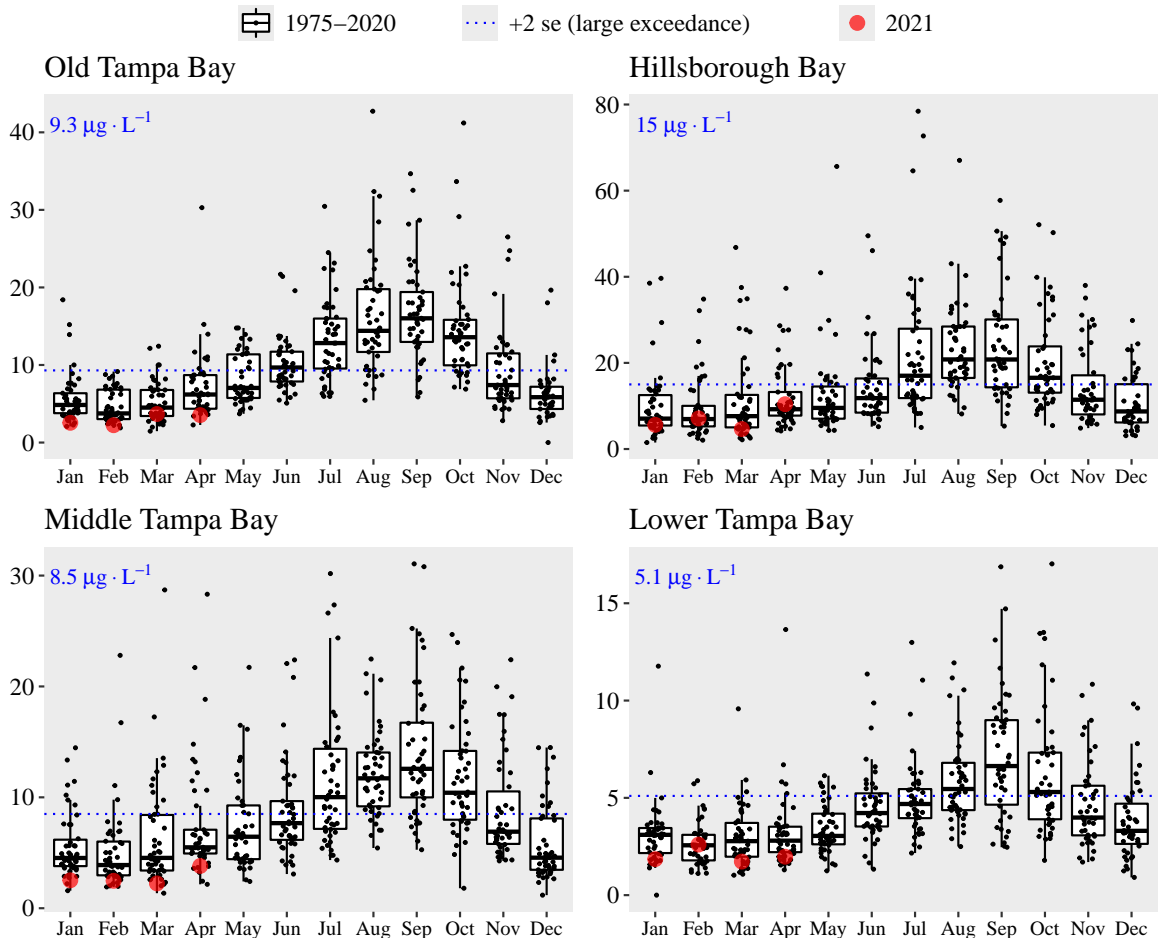 1975–2020 +2 se (large exceedance) 2021
Old Tampa Bay
9.3 μg · L⁻¹
40
30
20
10
0
Jan Feb Mar Apr May Jun Jul Aug Sep Oct Nov Dec
Hillsborough Bay
15 μg · L⁻¹
80
60
40
20
0
Jan Feb Mar Apr May Jun Jul Aug Sep Oct Nov Dec
Middle Tampa Bay
8.5 μg · L⁻¹
30
20
10
0
Jan Feb Mar Apr May Jun Jul Aug Sep Oct Nov Dec
Lower Tampa Bay
5.1 μg · L⁻¹
15
10
5
0
Jan Feb Mar Apr May Jun Jul Aug Sep Oct Nov Dec